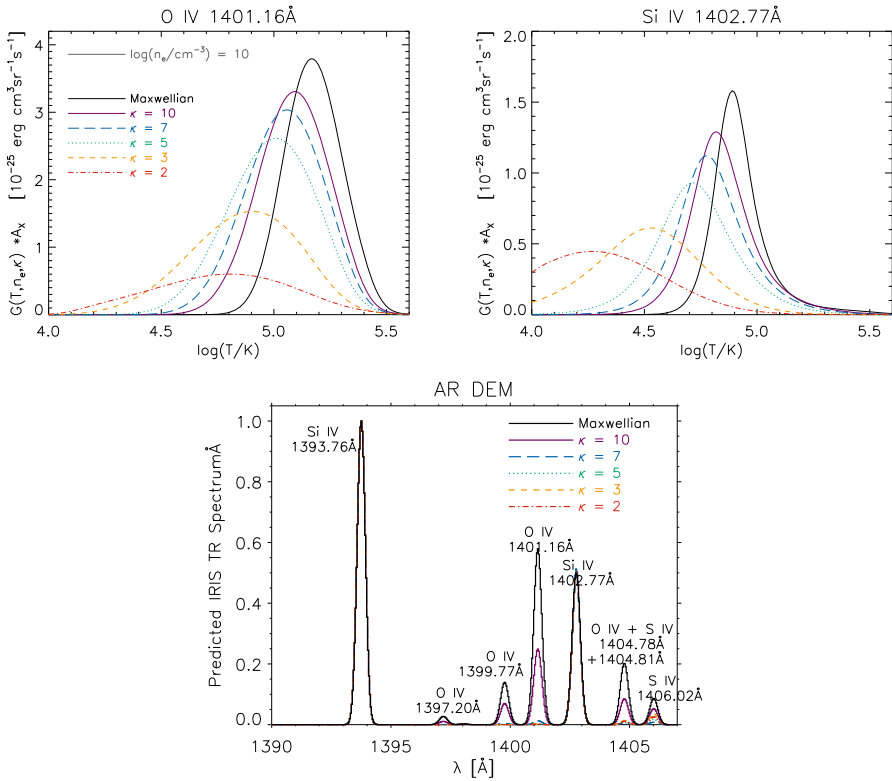 O IV 1401.16Å
G(T,nₑ,κ) *Aₓ [10⁻²⁵ erg cm³sr⁻¹s⁻¹]
4
3
2
1
0
log(nₑ/cm⁻³) = 10
Maxwellian
κ = 10
κ = 7
κ = 5
κ = 3
κ = 2
4.0 4.5 5.0 5.5
log(T/K)
Si IV 1402.77Å
G(T,nₑ,κ) *Aₓ [10⁻²⁵ erg cm³sr⁻¹s⁻¹]
2.0
1.5
1.0
0.5
0.0
4.0 4.5 5.0 5.5
log(T/K)
AR DEM
Predicted IRIS TR SpectrumÅ
1.0
0.8
0.6
0.4
0.2
0.0
Maxwellian
κ = 10
κ = 7
κ = 5
κ = 3
κ = 2
Si IV
1393.76Å
O IV
1397.20Å
O IV
1399.77Å
O IV
1401.16Å
Si IV
1402.77Å
O IV + S IV
1404.78Å
+1404.81Å
S IV
1406.02Å
1390 1395 1400 1405
λ [Å]